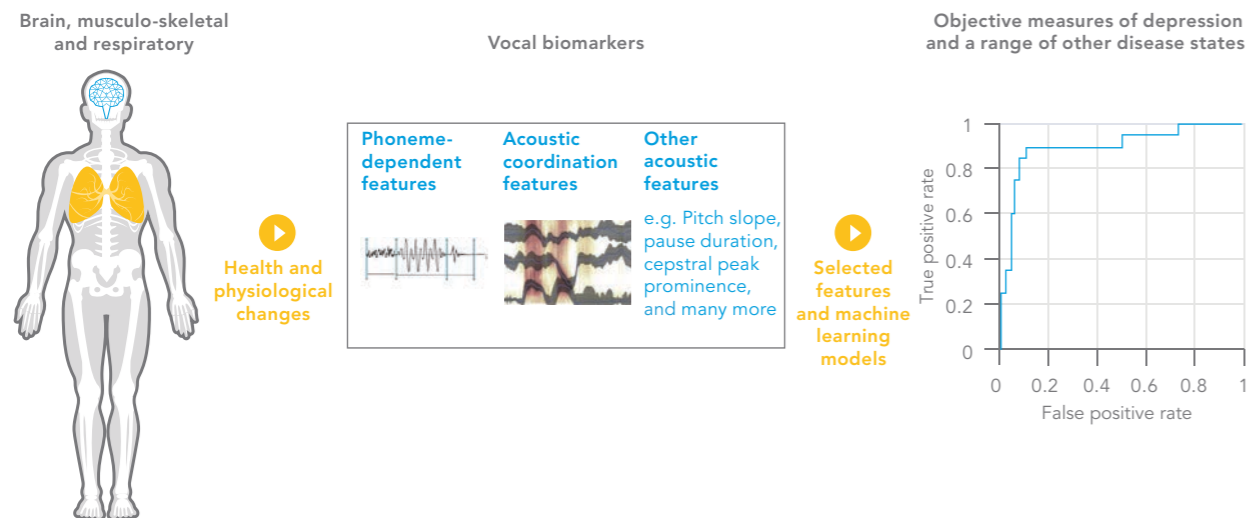 Brain, musculo-skeletal
and respiratory
Health and
physiological
changes
Vocal biomarkers
Phoneme-
dependent
features
Acoustic
coordination
features
Other
acoustic
features
e.g. Pitch slope,
pause duration,
cepstral peak
prominence,
and many more
Selected
features
and machine
learning
models
Objective measures of depression
and a range of other disease states
True positive rate
1
0.8
0.6
0.4
0.2
0
0 0.2 0.4 0.6 0.8 1
False positive rate